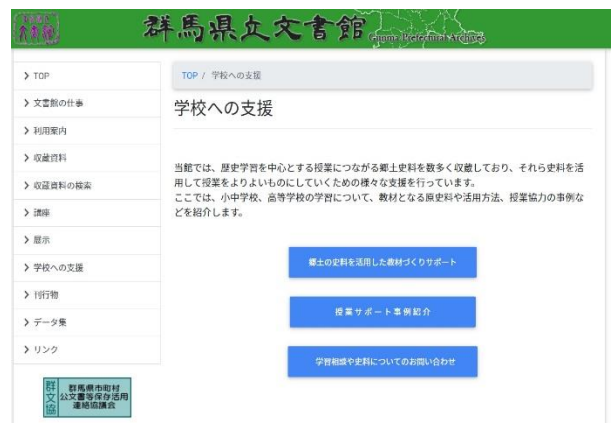 群馬県立文書館
Gunma Prefectural Archives
TOP
文書館の仕事
利用案内
収蔵資料
収蔵資料の検索
講座
展示
学校への支援
刊行物
データ集
リンク
群文協
群馬県市町村
公文書等保存活用
連絡協議会
TOP / 学校への支援
学校への支援
当館では、歴史学習を中心とする授業につながる郷土史料を数多く収蔵しており、それら史料を活
用して授業をよりよいものにしていくための様々な支援を行っています。
ここでは、小中学校、高等学校の学習について、教材となる原史料や活用方法、授業協力の事例な
どを紹介します。
郷土の史料を活用した教材づくりサポート
授業サポート事例紹介
学習相談や史料についてのお問い合わせ